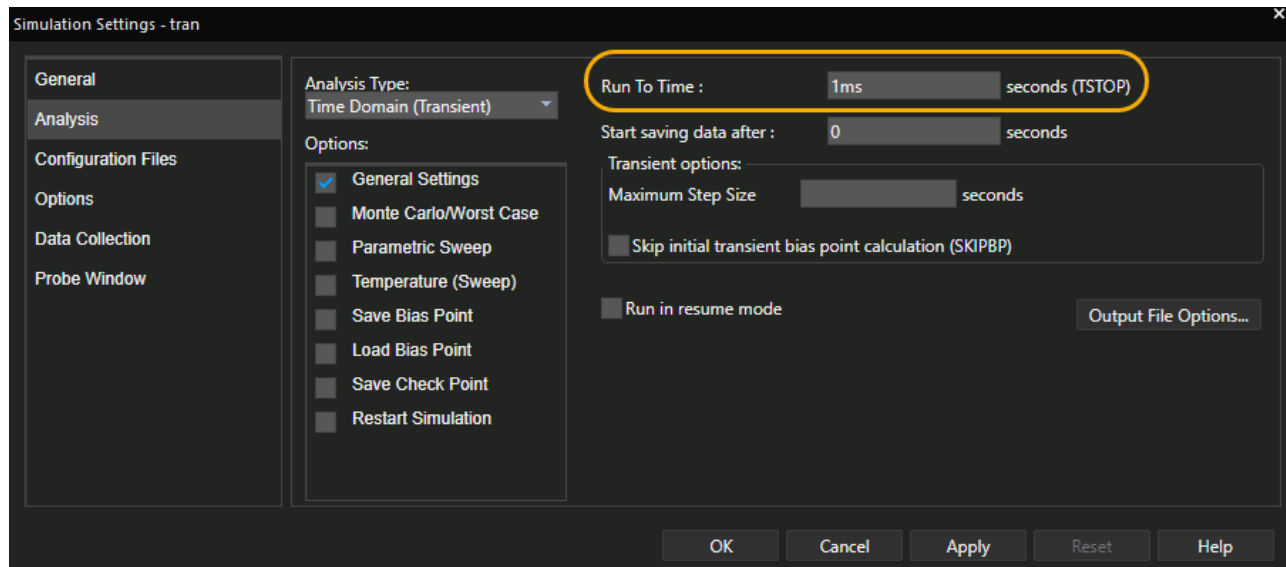 Simulation Settings - tran
×
General
Analysis
Configuration Files
Options
Data Collection
Probe Window
Analysis Type:
Time Domain (Transient)
Options:
General Settings
Monte Carlo/Worst Case
Parametric Sweep
Temperature (Sweep)
Save Bias Point
Load Bias Point
Save Check Point
Restart Simulation
Run To Time : 1ms seconds (TSTOP)
Start saving data after : 0 seconds
Transient options:
Maximum Step Size seconds
Skip initial transient bias point calculation (SKIPBP)
Run in resume mode
Output File Options...
OK Cancel Apply Reset Help